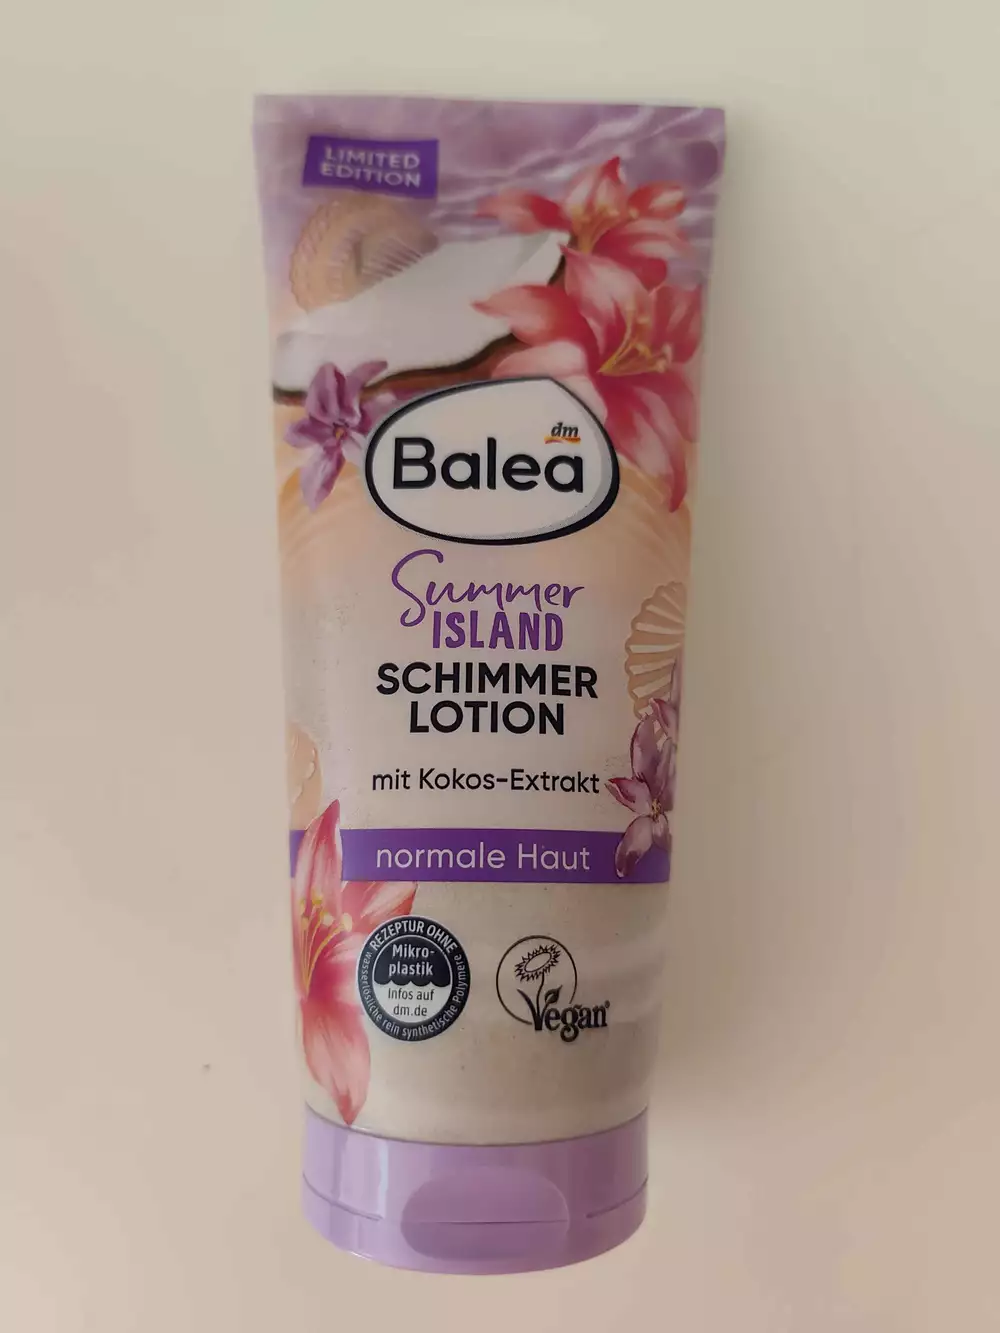 LIMITED
EDITION
dm
Balea
Summer
ISLAND
SCHIMMER
LOTION
mit Kokos-Extrakt
normale Haut
REZEPTUR OHNE
Mikro-
plastik
Infos auf
dm.de
wasserlösliche rein synthetische Polymere
Vegan